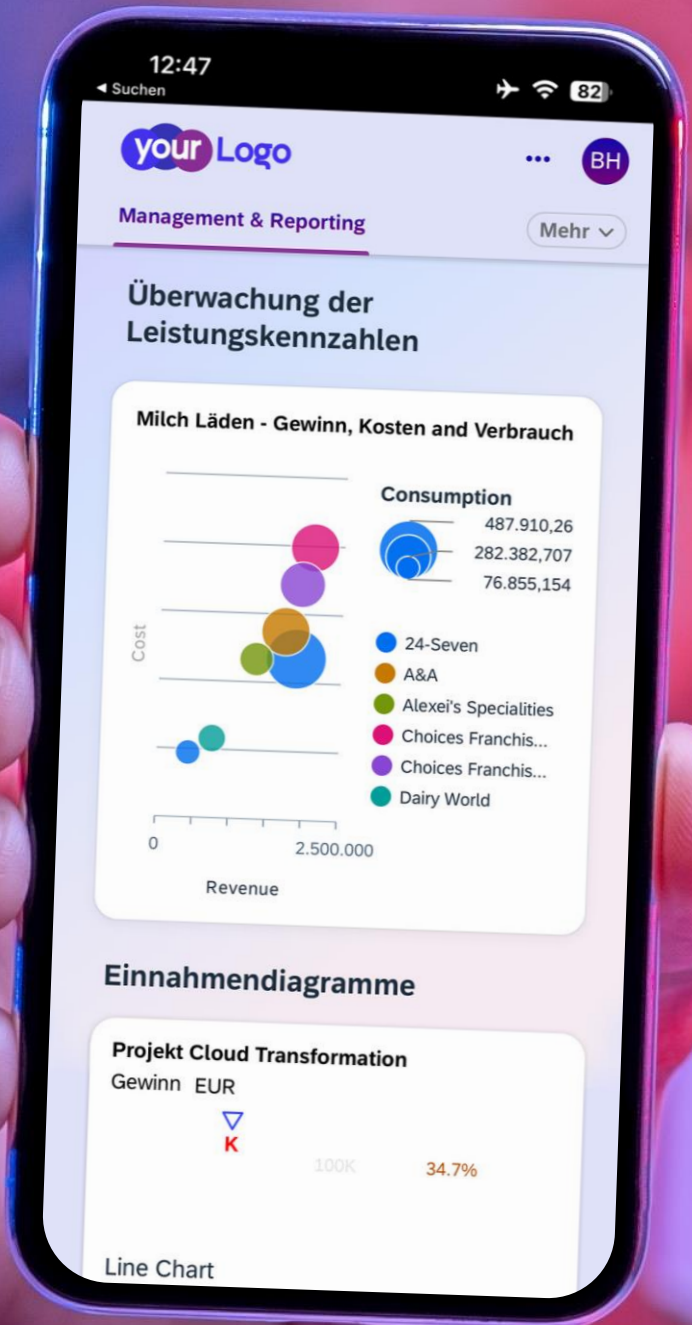 12:47
◀ Suchen
82
your Logo
•••
BH
Management & Reporting
Mehr
Überwachung der
Leistungskennzahlen
Milch Läden - Gewinn, Kosten and Verbrauch
Consumption
487.910,26
282.382,707
76.855,154
Cost
24-Seven
A&A
Alexei's Specialities
Choices Franchis...
Choices Franchis...
Dairy World
0
2.500.000
Revenue
Einnahmendiagramme
Projekt Cloud Transformation
Gewinn EUR
K
100K
34.7%
Line Chart